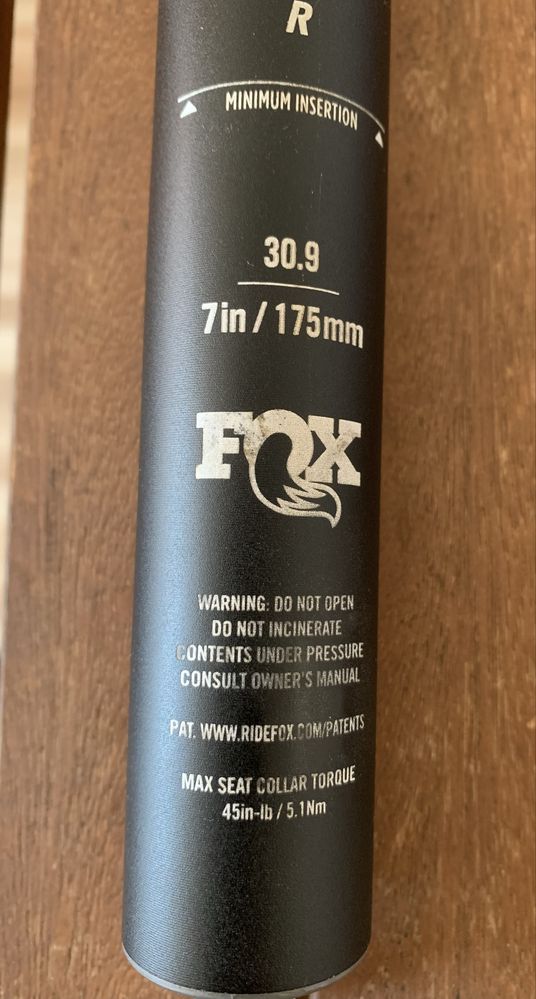 R
MINIMUM INSERTION
30.9
7in / 175mm
FOX
WARNING: DO NOT OPEN
DO NOT INCINERATE
CONTENTS UNDER PRESSURE
CONSULT OWNER'S MANUAL
PAT. WWW.RIDEFOX.COM/PATENTS
MAX SEAT COLLAR TORQUE
45in-lb / 5.1Nm